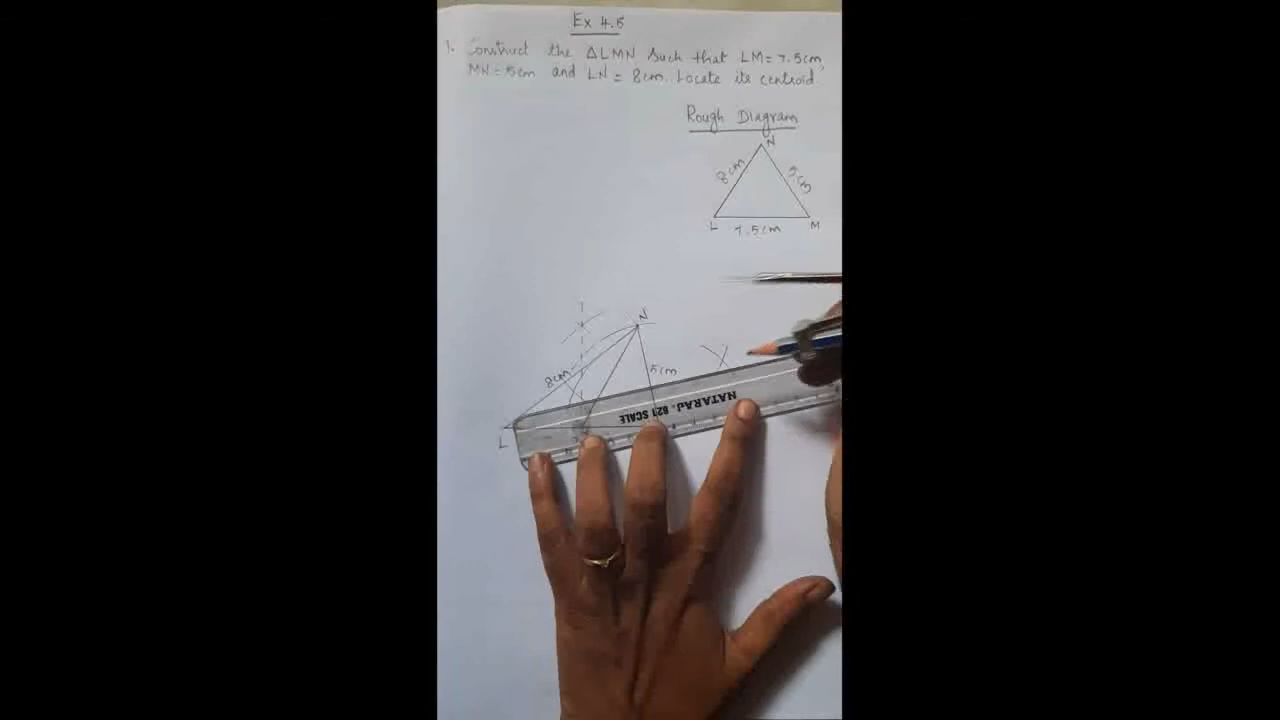 Ex 4.5
1. Construct the ΔLMN such that LM = 7.5cm,
MN = 5cm and LN = 8cm. Locate its centroid
Rough Diagram
N
8cm
5cm
L
M
7.5cm
N
8cm
5cm
L
NATARAJ. 621 SCALE